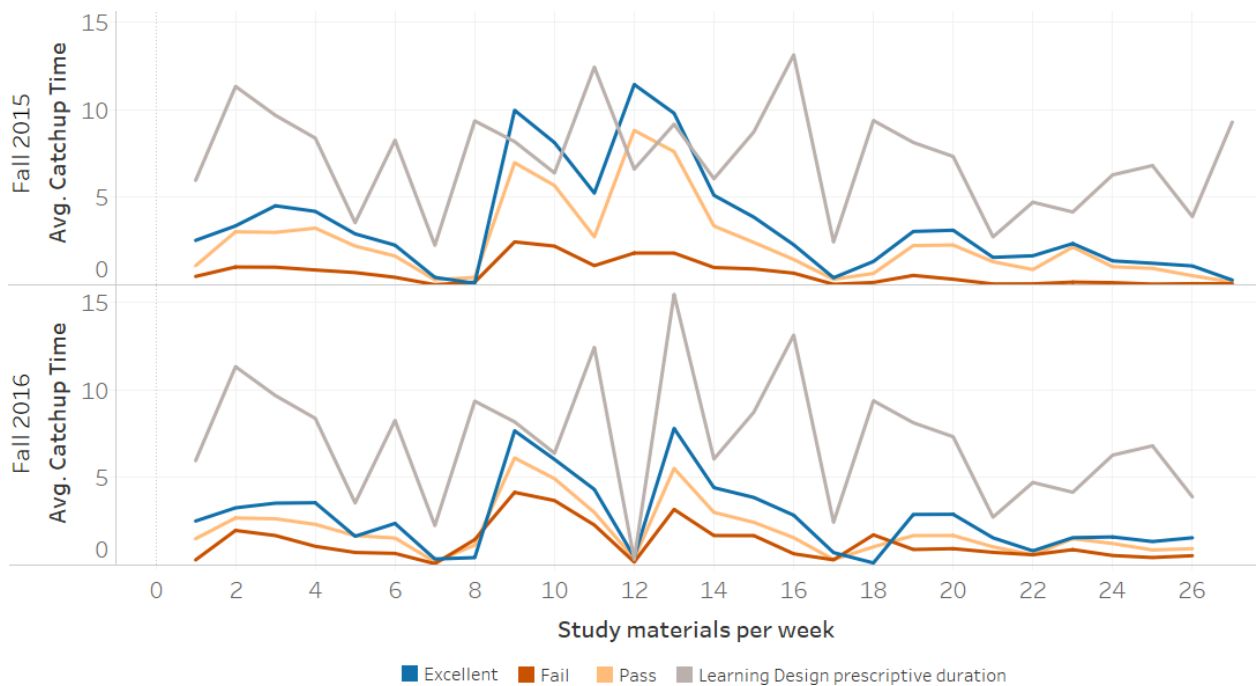 15
10
5
0
Fall 2015
Avg. Catchup Time
15
10
5
0
Fall 2016
Avg. Catchup Time
0 2 4 6 8 10 12 14 16 18 20 22 24 26
Study materials per week
Excellent Fail Pass Learning Design prescriptive duration